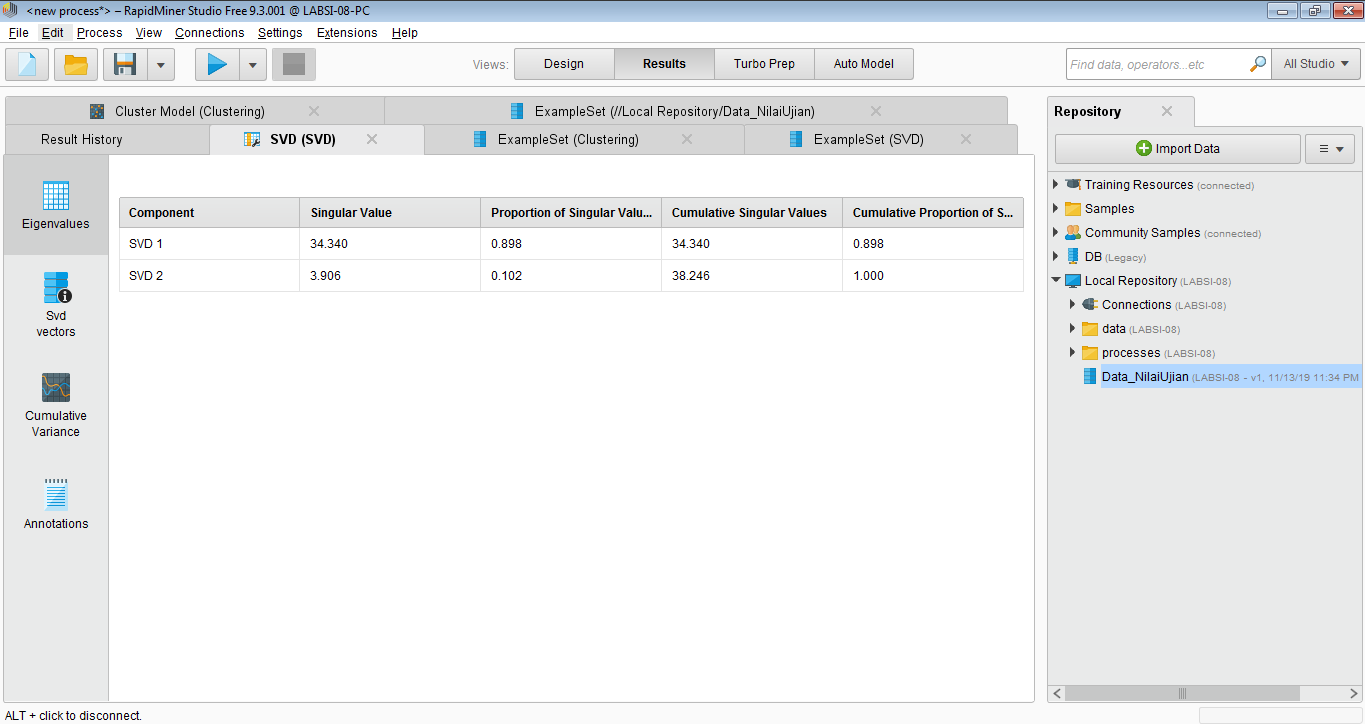 <new process*> – RapidMiner Studio Free 9.3.001 @ LABSI-08-PC
File Edit Process View Connections Settings Extensions Help
Views: Design Results Turbo Prep Auto Model
Find data, operators...etc
All Studio
Cluster Model (Clustering)
ExampleSet (//Local Repository/Data_NilaiUjian)
Result History
SVD (SVD)
ExampleSet (Clustering)
ExampleSet (SVD)
Eigenvalues
Svd
vectors
Cumulative
Variance
Annotations
Component Singular Value Proportion of Singular Valu... Cumulative Singular Values Cumulative Proportion of S...
SVD 1 34.340 0.898 34.340 0.898
SVD 2 3.906 0.102 38.246 1.000
Repository
Import Data
Training Resources (connected)
Samples
Community Samples (connected)
DB (Legacy)
Local Repository (LABSI-08)
Connections (LABSI-08)
data (LABSI-08)
processes (LABSI-08)
Data_NilaiUjian (LABSI-08 - v1, 11/13/19 11:34 PM
ALT + click to disconnect.